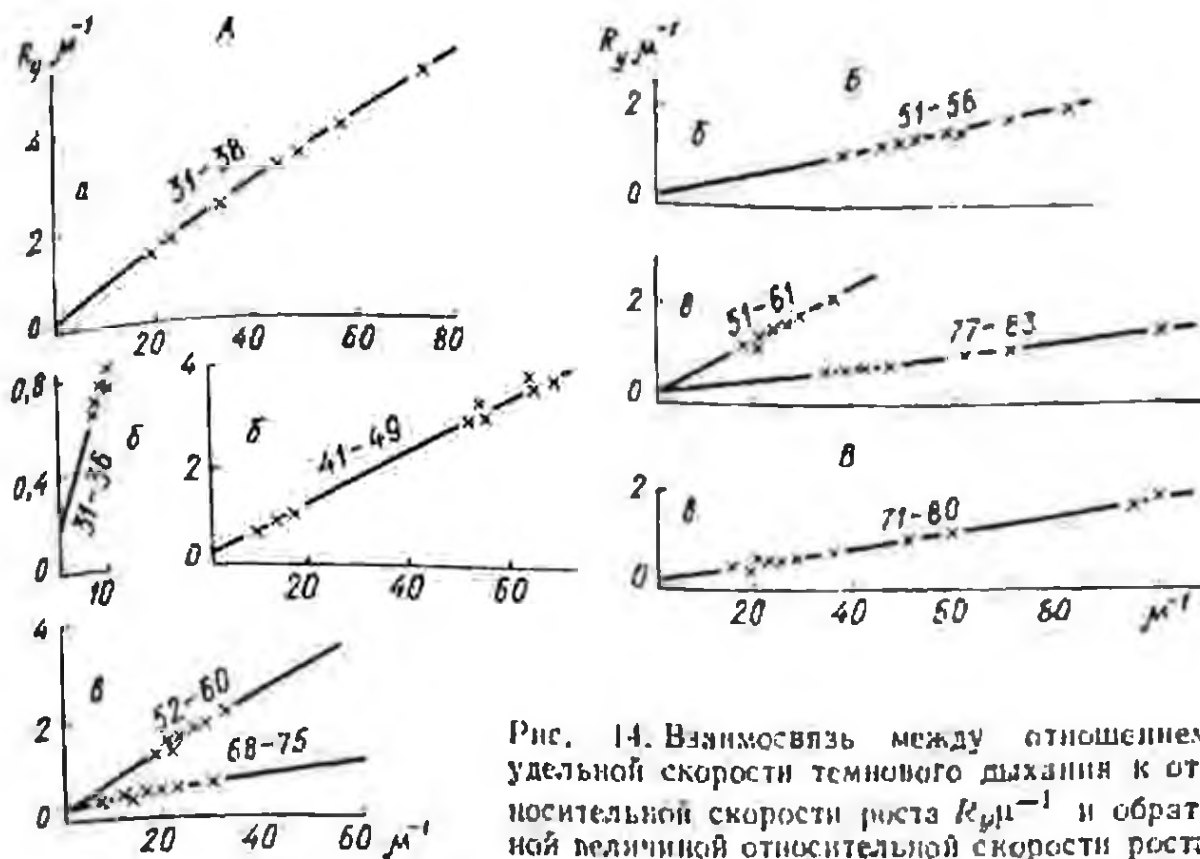 A
R_y μ⁻¹
4
2
0
a
31–38
20 40 60 80
0,8
0,4
0
31–36
б
10
4
2
0
б
41–49
20 40 60
4
2
0
в
52–60
68–75
20 40 60
μ⁻¹
R_y μ⁻¹
Б
2
0
б
51–56
2
0
в
51–61
77–83
В
2
0
в
71–80
20 40 60 80 μ⁻¹
Рис. 14. Взаимосвязь между отношением
удельной скорости темнового дыхания к от-
носительной скорости роста R_yμ⁻¹ и обрат-
ной величиной относительной скорости роста